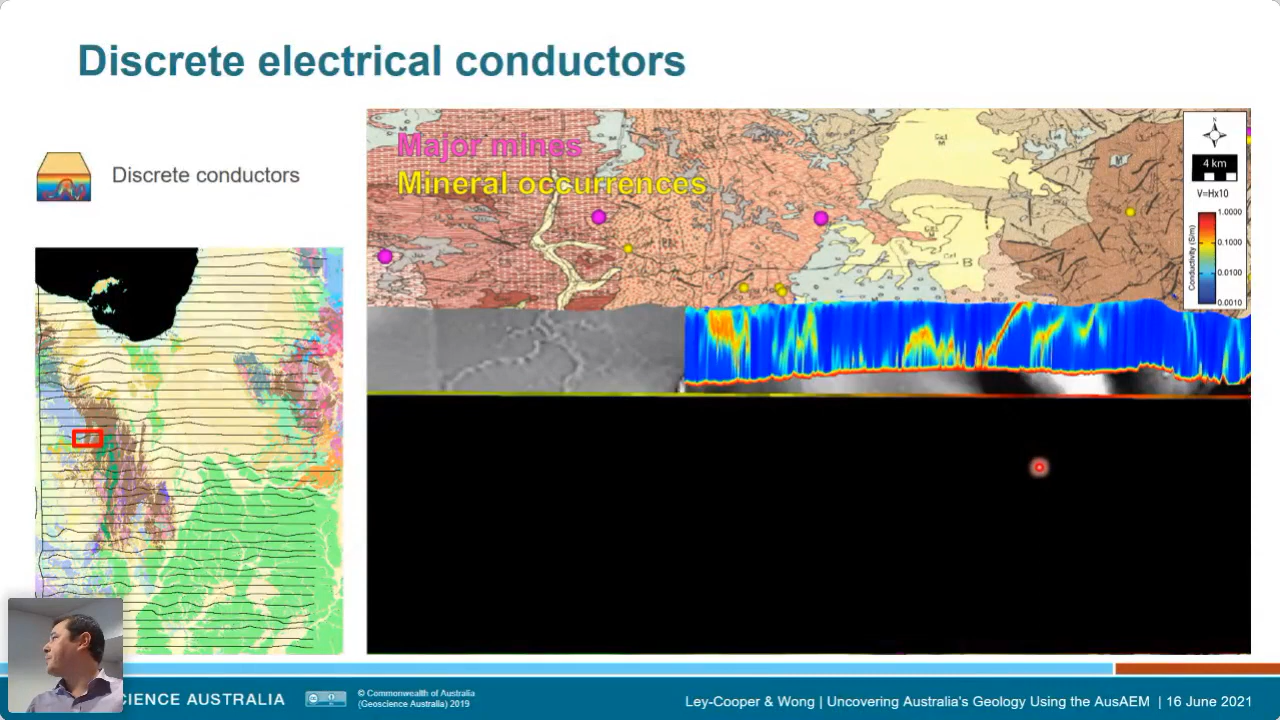 Discrete electrical conductors
Discrete conductors
Major mines
Mineral occurrences
N
4 km
V=Hx10
Conductivity (S/m)
1.0000
0.1000
0.0100
0.0010
B
CIENCE AUSTRALIA
© Commonwealth of Australia
(Geoscience Australia) 2019
Ley-Cooper & Wong | Uncovering Australia's Geology Using the AusAEM | 16 June 2021